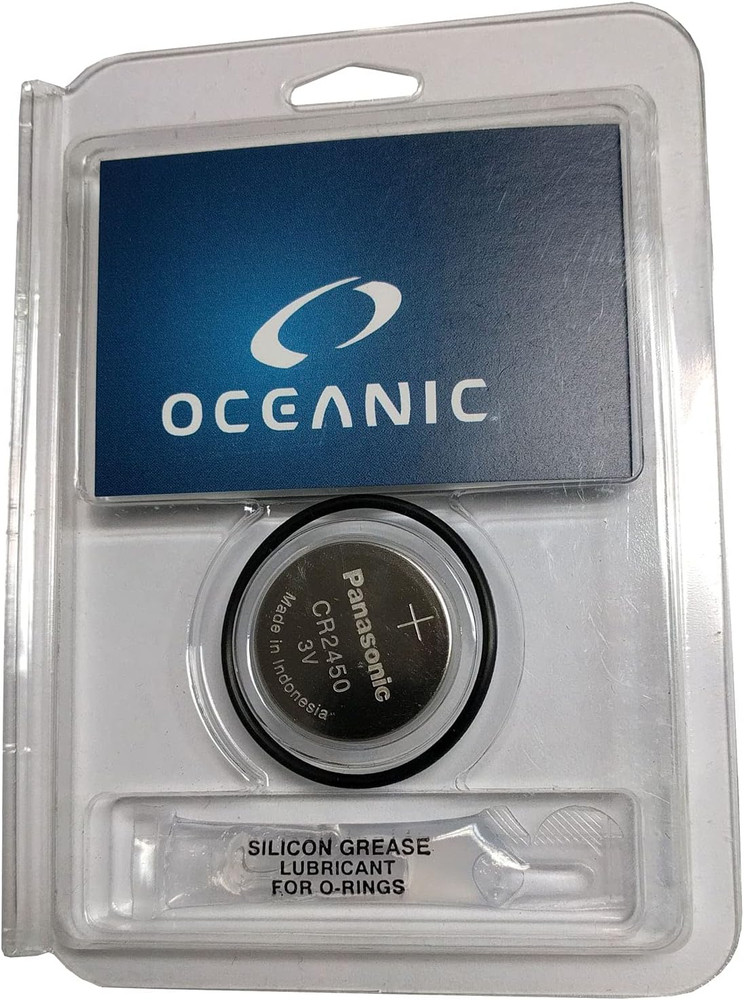 OCEANIC
Panasonic
CR2450
3V
Made in Indonesia
+
SILICON GREASE
LUBRICANT
FOR O-RINGS